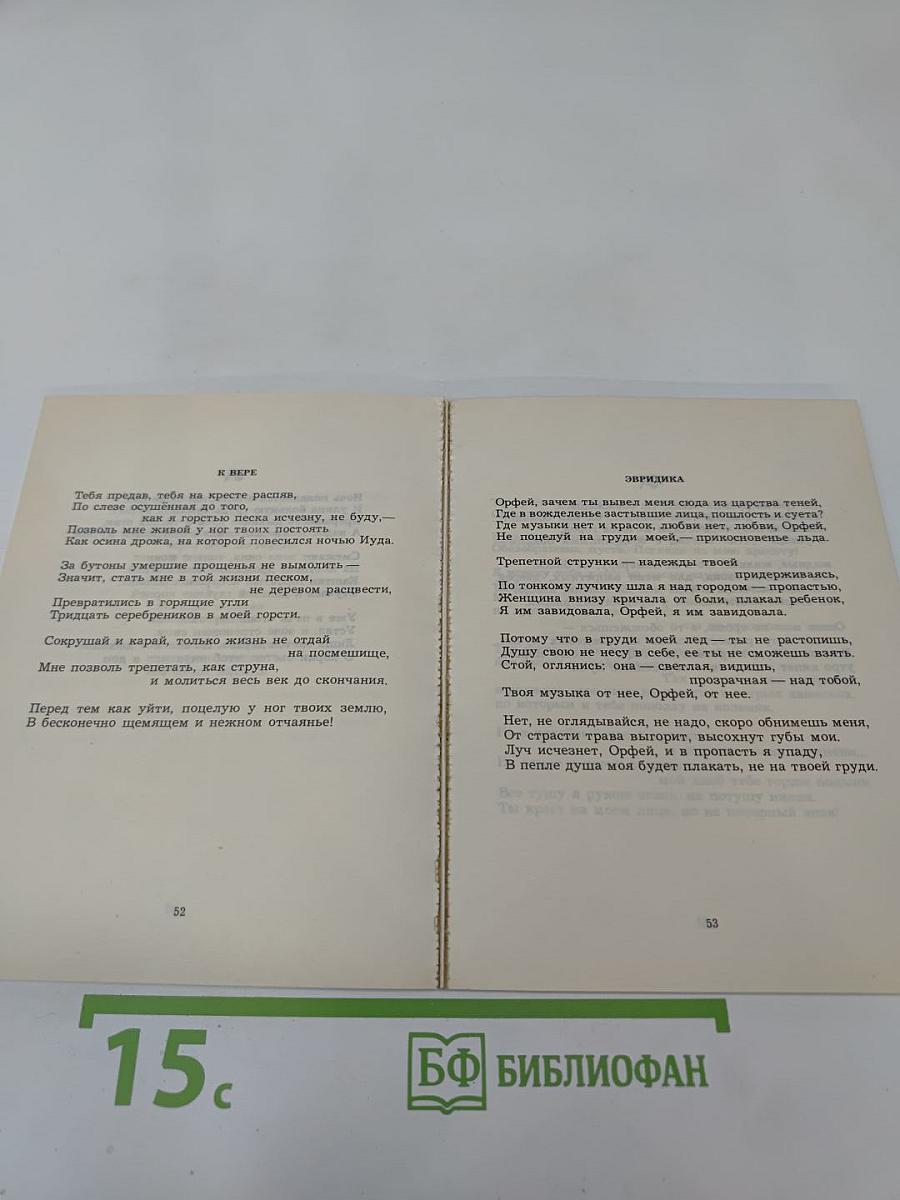 К ВЕРЕ
Тебя предав, тебя на кресте распяв,
По слезе осушённая до того,
как я горстью песка исчезну, не буду,—
Позволь мне живой у ног твоих постоять
Как осина дрожа, на которой повесился ночью Иуда.
За бутоны умершие прощенья не вымолить —
Значит, стать мне в той жизни песком,
не деревом расцвести,
Превратились в горящие угли
Тридцать серебреников в моей горсти.
Сокрушай и карай, только жизнь не отдай
на посмешище,
Мне позволь трепетать, как струна,
и молиться весь век до скончания.
Перед тем как уйти, поцелую у ног твоих землю,
В бесконечно щемящем и нежном отчаянье!
52
ЭВРИДИКА
Орфей, зачем ты вывел меня сюда из царства теней,
Где в вожделенье застывшие лица, пошлость и суета?
Где музыки нет и красок, любви нет, любви, Орфей,
Не поцелуй на груди моей,— прикосновенье льда.
Трепетной струнки — надежды твоей
придерживаясь,
По тонкому лучику шла я над городом — пропастью,
Женщина внизу кричала от боли, плакал ребенок,
Я им завидовала, Орфей, я им завидовала.
Потому что в груди моей лед — ты не растопишь,
Душу свою не несу в себе, ее ты не сможешь взять.
Стой, оглянись: она — светлая, видишь,
прозрачная — над тобой,
Твоя музыка от нее, Орфей, от нее.
Нет, не оглядывайся, не надо, скоро обнимешь меня,
От страсти трава выгорит, высохнут губы мои.
Луч исчезнет, Орфей, и в пропасть я упаду,
В пепле душа моя будет плакать, не на твоей груди.
53
15 с
БФ БИБЛИОФАН